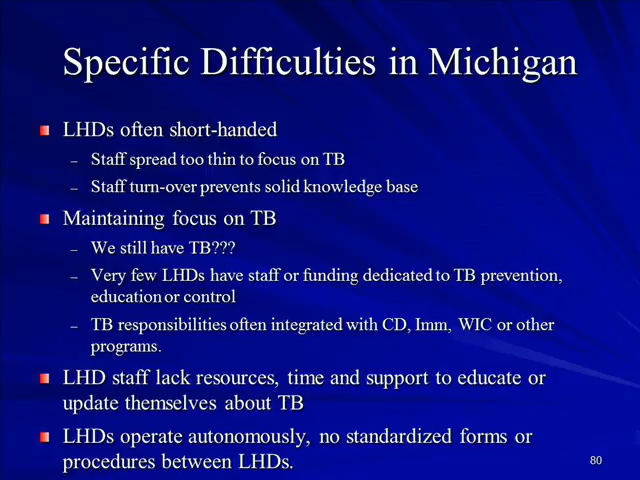 Specific Difficulties in Michigan
LHDs often short-handed
– Staff spread too thin to focus on TB
– Staff turn-over prevents solid knowledge base
Maintaining focus on TB
– We still have TB???
– Very few LHDs have staff or funding dedicated to TB prevention,
education or control
– TB responsibilities often integrated with CD, Imm, WIC or other
programs.
LHD staff lack resources, time and support to educate or
update themselves about TB
LHDs operate autonomously, no standardized forms or
procedures between LHDs.
80